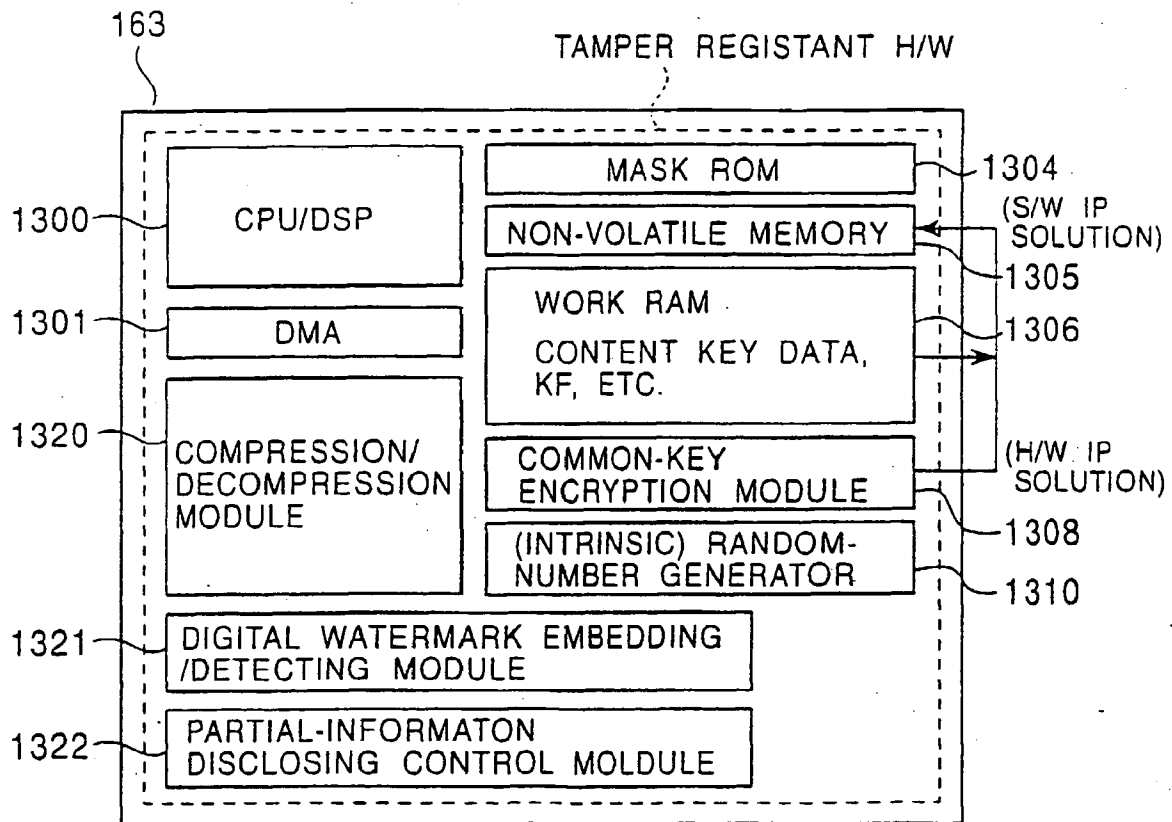 163
TAMPER REGISTANT H/W
1300
CPU/DSP
MASK ROM
1304
NON-VOLATILE MEMORY
(S/W IP
SOLUTION)
1305
1301
DMA
WORK RAM
CONTENT KEY DATA,
KF, ETC.
1306
1320
COMPRESSION/
DECOMPRESSION
MODULE
COMMON-KEY
ENCRYPTION MODULE
(H/W IP
SOLUTION)
1308
(INTRINSIC) RANDOM-
NUMBER GENERATOR
1310
1321
DIGITAL WATERMARK EMBEDDING
/DETECTING MODULE
1322
PARTIAL-INFORMATON
DISCLOSING CONTROL MOLDULE